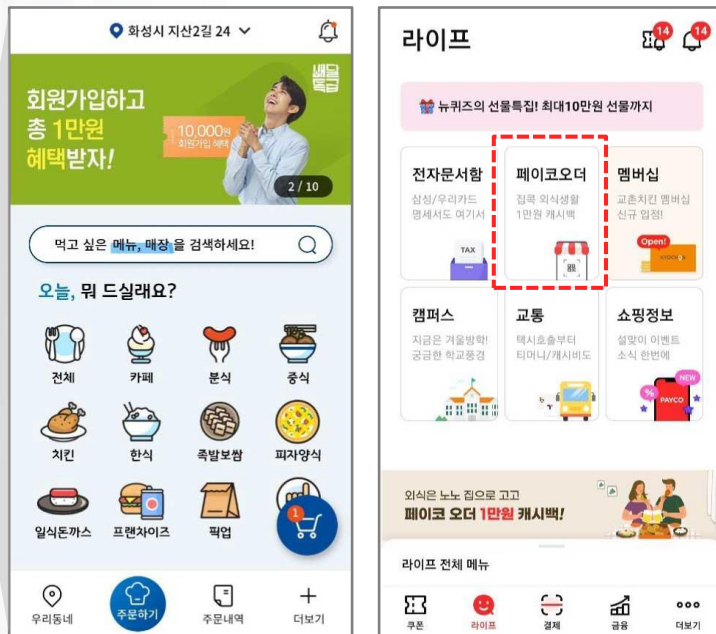 화성시 지산2길 24
배달
특급
회원가입하고
총 1만원
혜택받자!
10,000원
회원가입 혜택
2 / 10
먹고 싶은 메뉴, 매장 을 검색하세요!
오늘, 뭐 드실래요?
전체
카페
분식
중식
치킨
한식
족발보쌈
피자양식
일식돈까스
프랜차이즈
픽업
1
우리동네
주문하기
주문내역
더보기
라이프
14
14
뉴퀴즈의 선물특집! 최대10만원 선물까지
전자문서함
삼성/우리카드
명세서도 여기서
TAX
페이코오더
집콕 외식생활
1만원 캐시백
멤버십
교촌치킨 멤버십
신규 입점!
Open!
캠퍼스
지금은 겨울방학!
궁금한 학교풍경
교통
택시호출부터
티머니/캐시비도
쇼핑정보
설맞이 이벤트
소식 한번에
NEW
%
PAYCO
외식은 노노 집으로 고고
페이코 오더 1만원 캐시백!
라이프 전체 메뉴
쿠폰
라이프
결제
금융
더보기